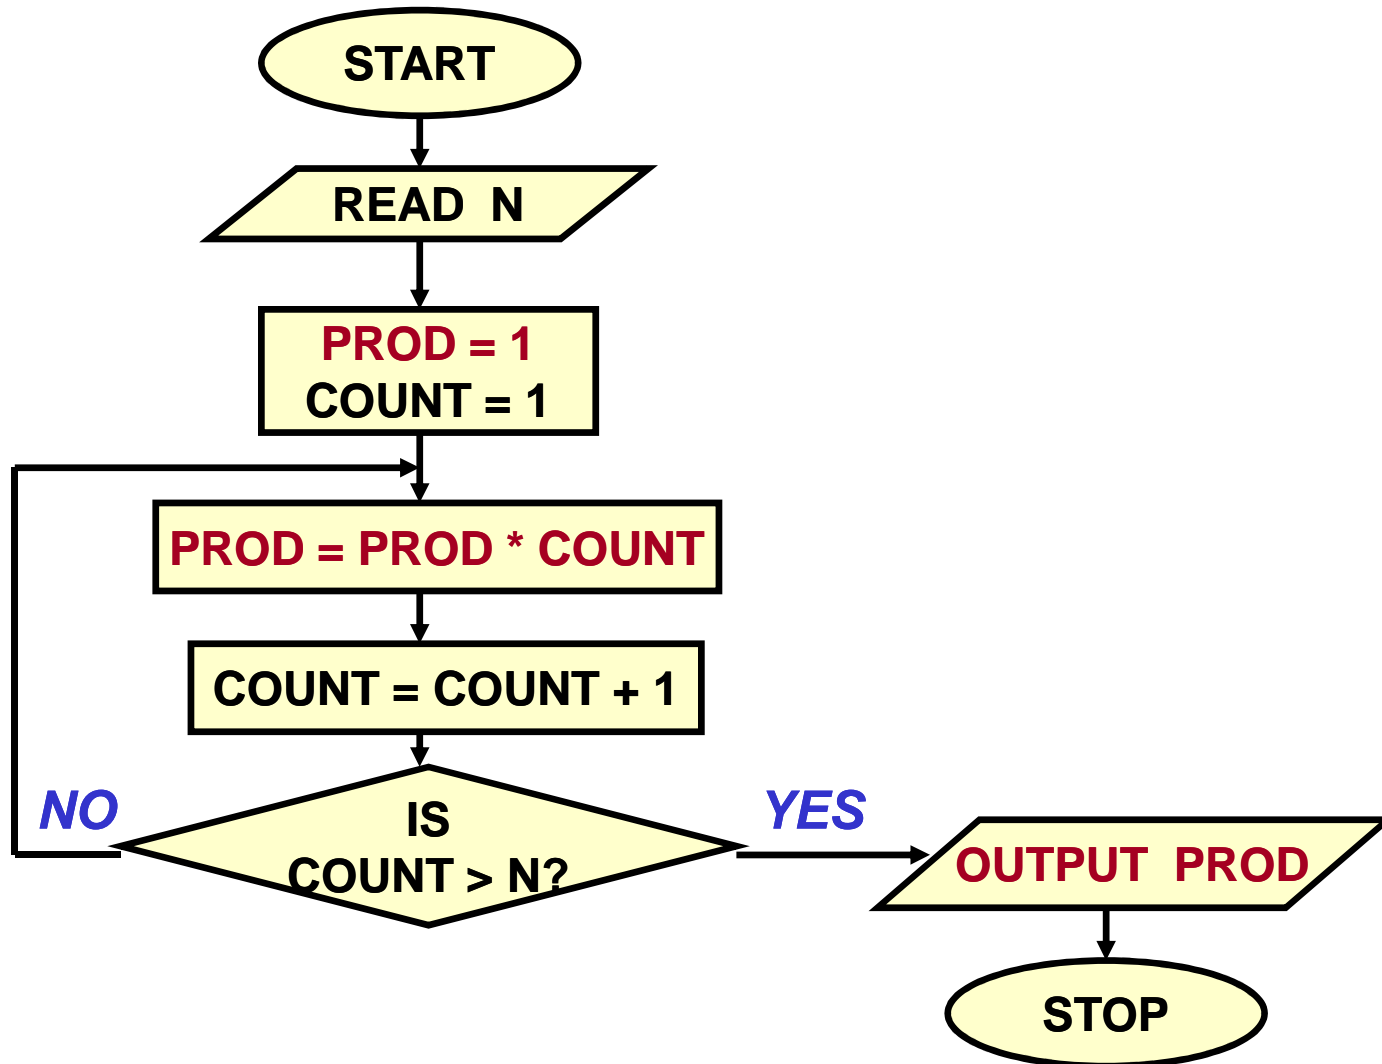 START
READ N
PROD = 1
COUNT = 1
PROD = PROD * COUNT
COUNT = COUNT + 1
IS
COUNT > N?
NO
YES
OUTPUT PROD
STOP